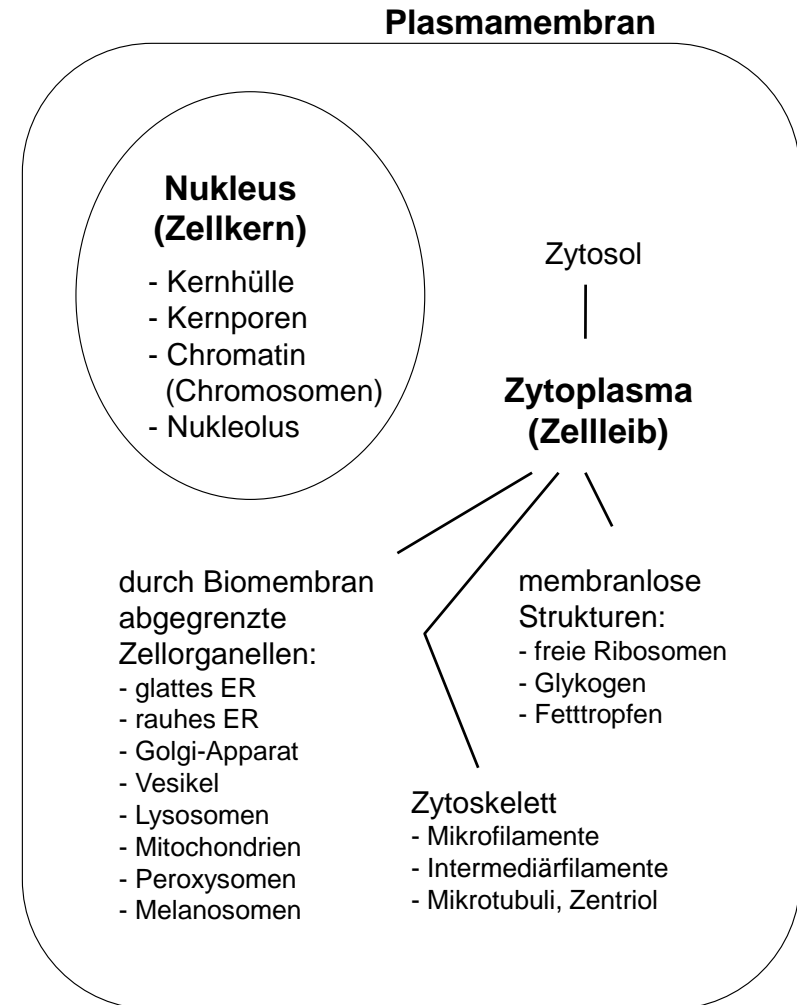 Plasmamembran
Nukleus
(Zellkern)
- Kernhülle
- Kernporen
- Chromatin
(Chromosomen)
- Nukleolus
Zytosol
Zytoplasma
(Zellleib)
durch Biomembran
abgegrenzte
Zellorganellen:
- glattes ER
- rauhes ER
- Golgi-Apparat
- Vesikel
- Lysosomen
- Mitochondrien
- Peroxysomen
- Melanosomen
membranlose
Strukturen:
- freie Ribosomen
- Glykogen
- Fetttropfen
Zytoskelett
- Mikrofilamente
- Intermediärfilamente
- Mikrotubuli, Zentriol